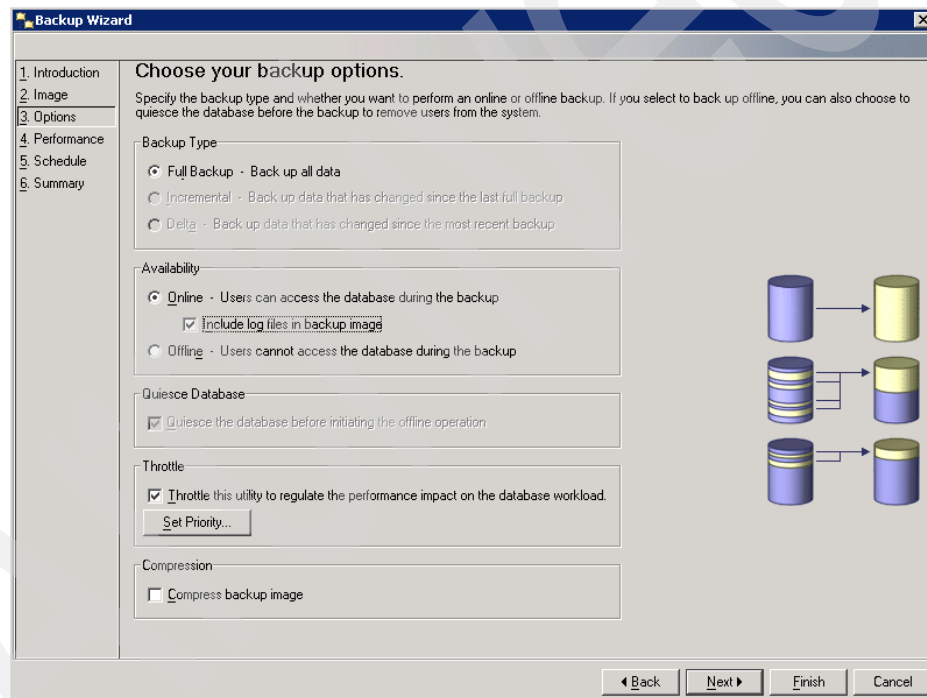 Backup Wizard
1. Introduction
2. Image
3. Options
4. Performance
5. Schedule
6. Summary
Choose your backup options.
Specify the backup type and whether you want to perform an online or offline backup. If you select to back up offline, you can also choose to
quiesce the database before the backup to remove users from the system.
Backup Type
Full Backup - Back up all data
Incremental - Back up data that has changed since the last full backup
Delta - Back up data that has changed since the most recent backup
Availability
Online - Users can access the database during the backup
Include log files in backup image
Offline - Users cannot access the database during the backup
Quiesce Database
Quiesce the database before initiating the offline operation
Throttle
Throttle this utility to regulate the performance impact on the database workload.
Set Priority...
Compression
Compress backup image
Back
Next
Finish
Cancel